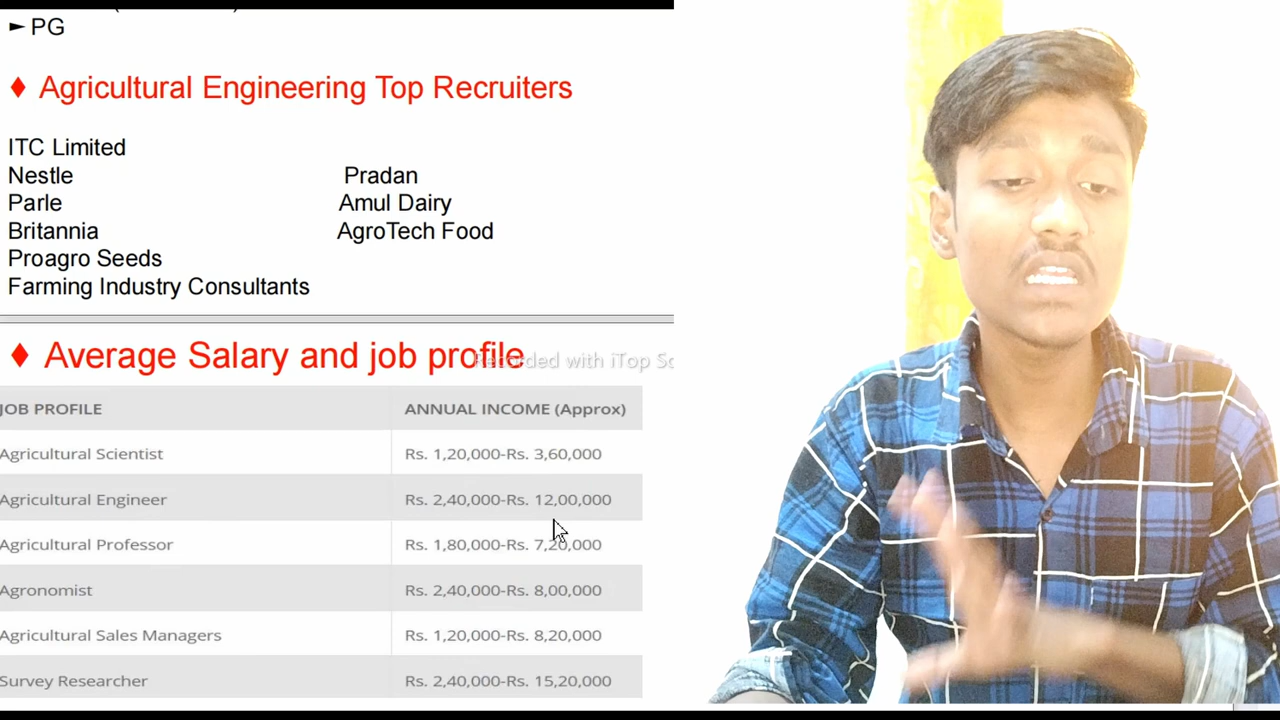 ► PG
♦ Agricultural Engineering Top Recruiters
ITC Limited
Nestle Pradan
Parle Amul Dairy
Britannia AgroTech Food
Proagro Seeds
Farming Industry Consultants
♦ Average Salary and job profile
Recorded with iTop Sc
JOB PROFILE ANNUAL INCOME (Approx)
Agricultural Scientist Rs. 1,20,000-Rs. 3,60,000
Agricultural Engineer Rs. 2,40,000-Rs. 12,00,000
Agricultural Professor Rs. 1,80,000-Rs. 7,20,000
Agronomist Rs. 2,40,000-Rs. 8,00,000
Agricultural Sales Managers Rs. 1,20,000-Rs. 8,20,000
Survey Researcher Rs. 2,40,000-Rs. 15,20,000